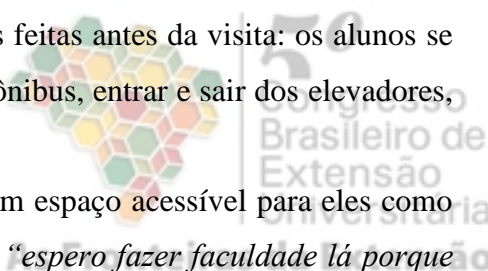 s feitas antes da visita: os alunos se
ônibus, entrar e sair dos elevadores,
m espaço acessível para eles como
“espero fazer faculdade lá porque
5º
Brasileiro de
Extensão